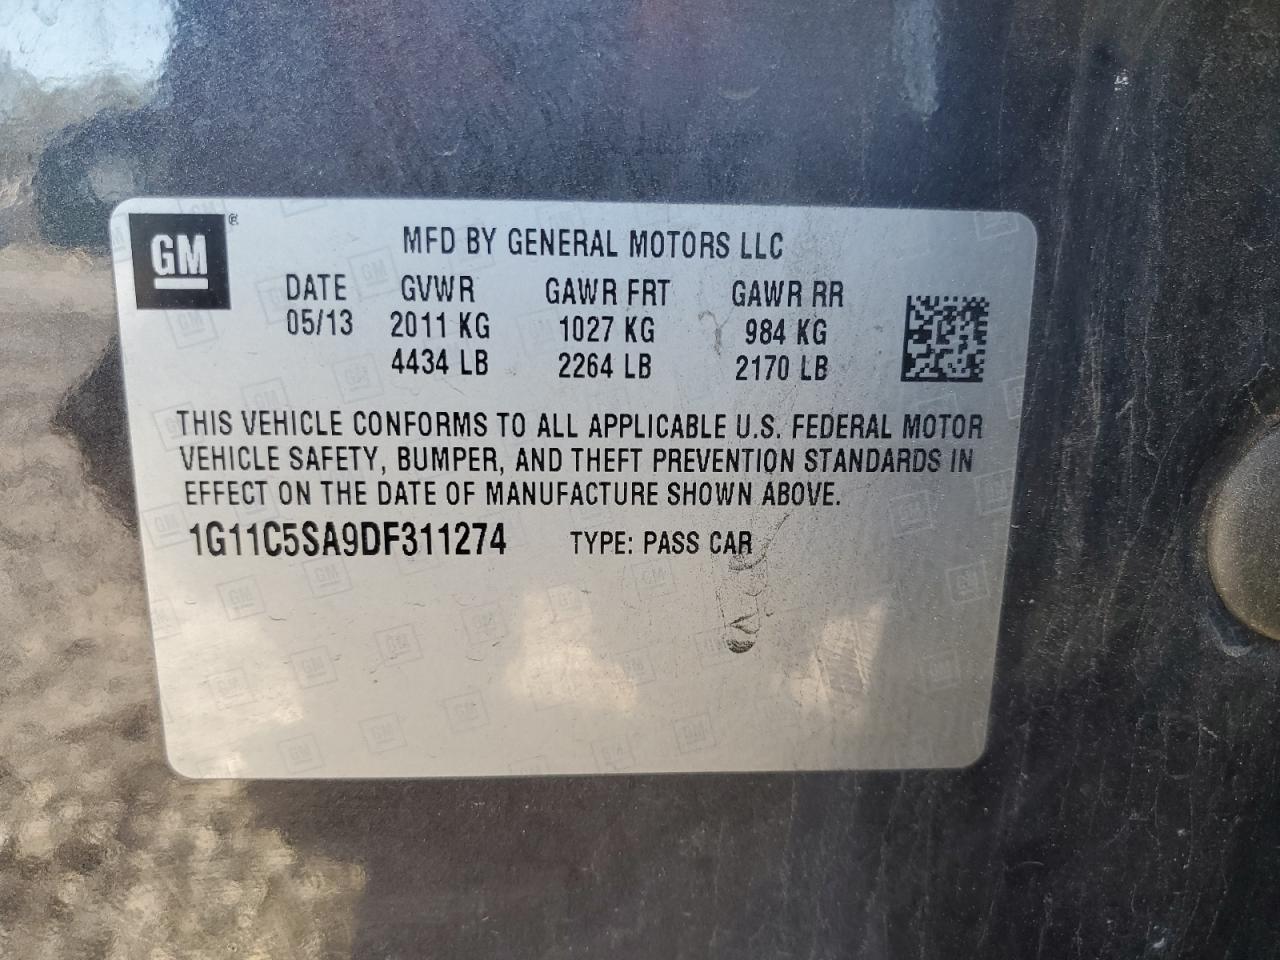 GM ®
MFD BY GENERAL MOTORS LLC
DATE GVWR GAWR FRT GAWR RR
05/13 2011 KG 1027 KG 984 KG
4434 LB 2264 LB 2170 LB
THIS VEHICLE CONFORMS TO ALL APPLICABLE U.S. FEDERAL MOTOR
VEHICLE SAFETY, BUMPER, AND THEFT PREVENTION STANDARDS IN
EFFECT ON THE DATE OF MANUFACTURE SHOWN ABOVE.
1G11C5SA9DF311274 TYPE: PASS CAR